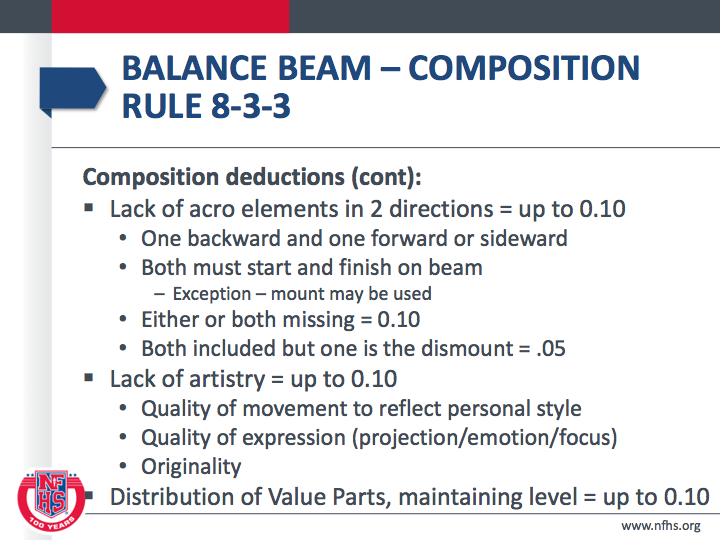 BALANCE BEAM – COMPOSITION
RULE 8-3-3
Composition deductions (cont):
▪ Lack of acro elements in 2 directions = up to 0.10
• One backward and one forward or sideward
• Both must start and finish on beam
– Exception – mount may be used
• Either or both missing = 0.10
• Both included but one is the dismount = .05
▪ Lack of artistry = up to 0.10
• Quality of movement to reflect personal style
• Quality of expression (projection/emotion/focus)
• Originality
▪ Distribution of Value Parts, maintaining level = up to 0.10
NF
HS
100 YEARS
www.nfhs.org